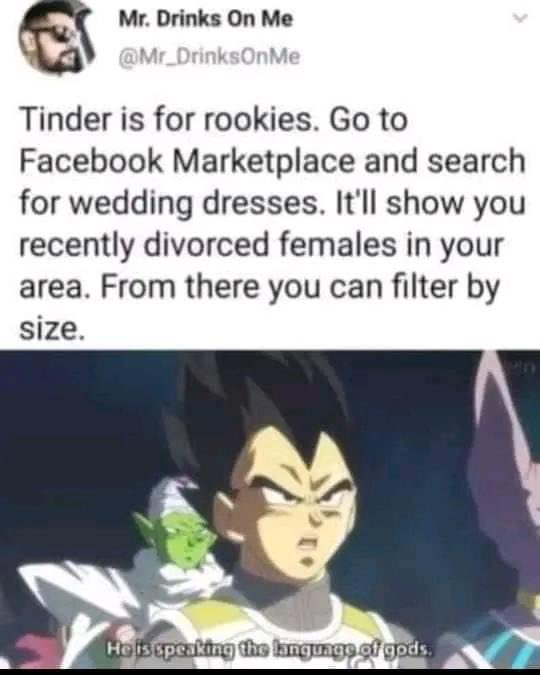 Mr. Drinks On Me
@Mr_DrinksOnMe
Tinder is for rookies. Go to
Facebook Marketplace and search
for wedding dresses. It'll show you
recently divorced females in your
area. From there you can filter by
size.
He is speaking the language of gods.